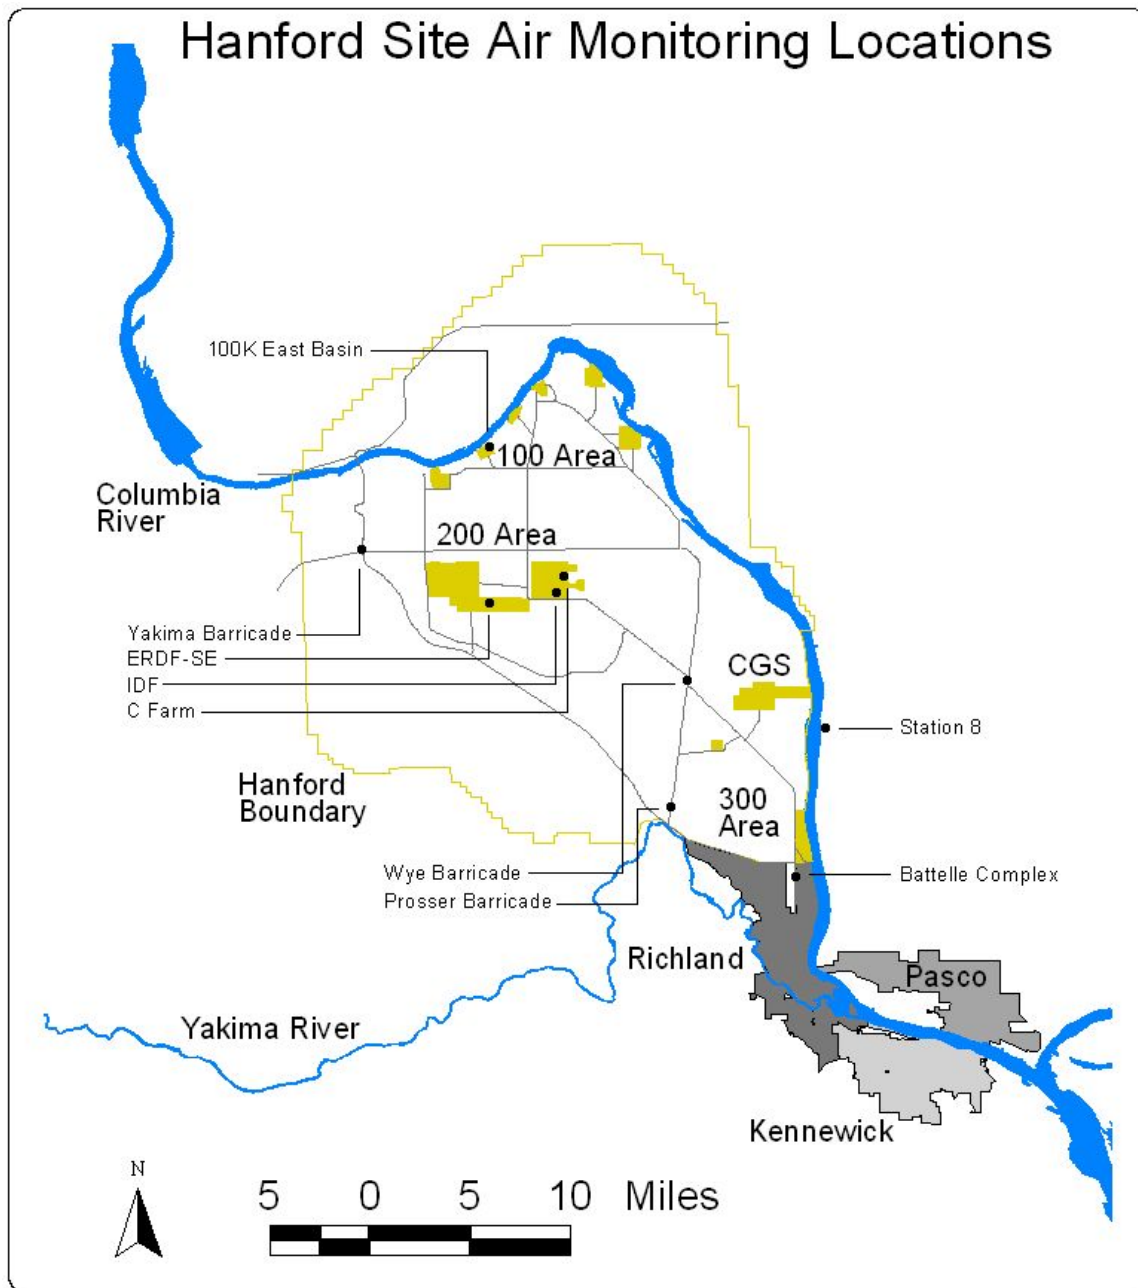 Hanford Site Air Monitoring Locations
100K East Basin
100 Area
Columbia
River
200 Area
Yakima Barricade
ERDF-SE
IDF
C Farm
CGS
Station 8
Hanford
Boundary
300
Area
Wye Barricade
Prosser Barricade
Battelle Complex
Richland
Pasco
Yakima River
Kennewick
N
5 0 5 10 Miles